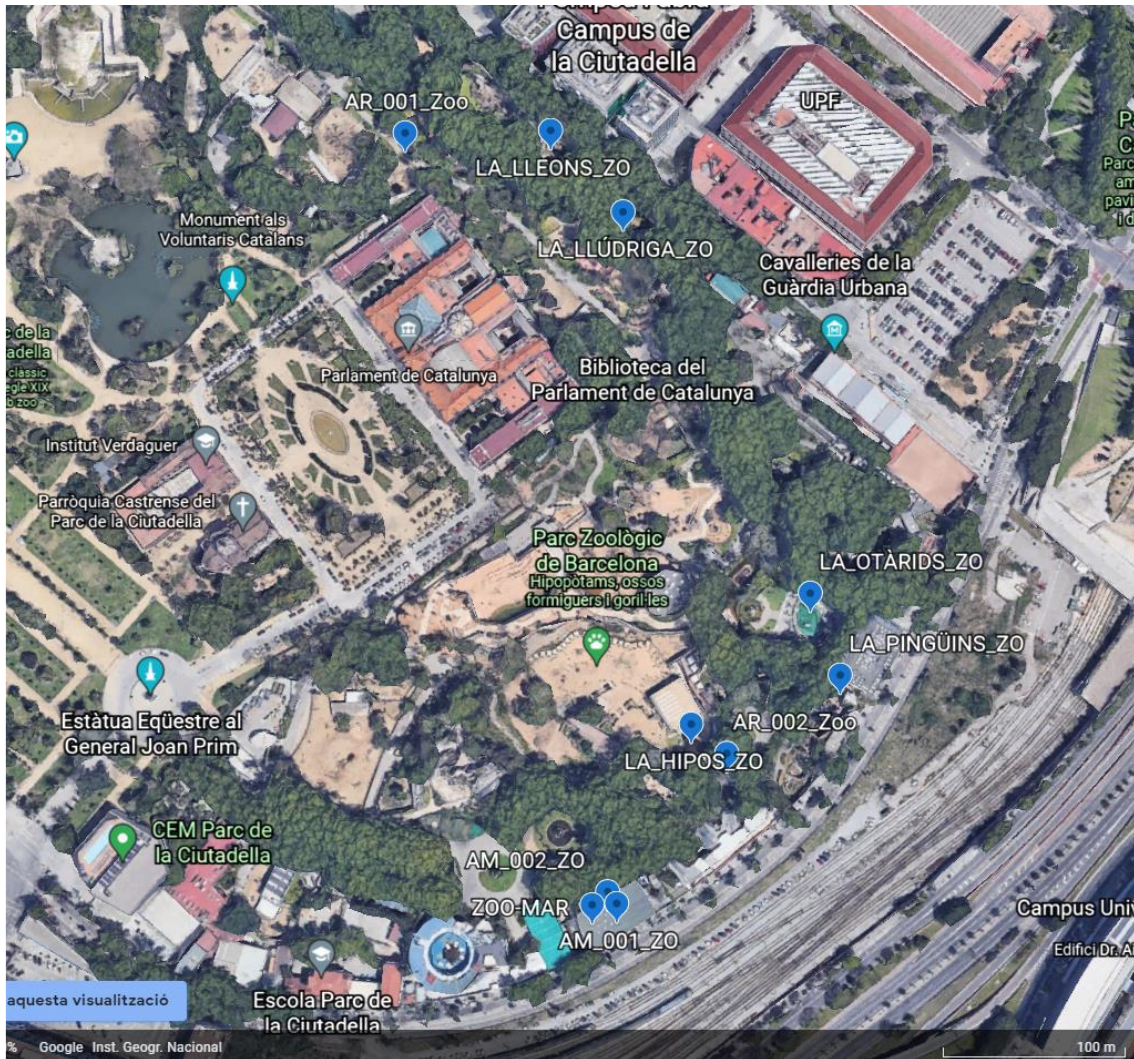 Campus de
la Ciutadella
UPF
AR_001_Zoo
LA_LLEONS_ZO
LA_LLÚDRIGA_ZO
Monument als
Voluntaris Catalans
Cavalleries de la
Guàrdia Urbana
Parlament de Catalunya
Biblioteca del
Parlament de Catalunya
Institut Verdaguer
Parròquia Castrense del
Parc de la Ciutadella
Parc Zoològic
de Barcelona
Hipopòtams, ossos
formiguers i goril·les
LA_OTÀRIDS_ZO
LA_PINGÜINS_ZO
AR_002_Zoo
LA_HIPOS_ZO
Estàtua Eqüestre al
General Joan Prim
CEM Parc de
la Ciutadella
AM_002_ZO
ZOO-MAR
AM_001_ZO
Campus
Escola Parc de
la Ciutadella
Edifici Dr.
aquesta visualització
% Google Inst. Geogr. Nacional
100 m